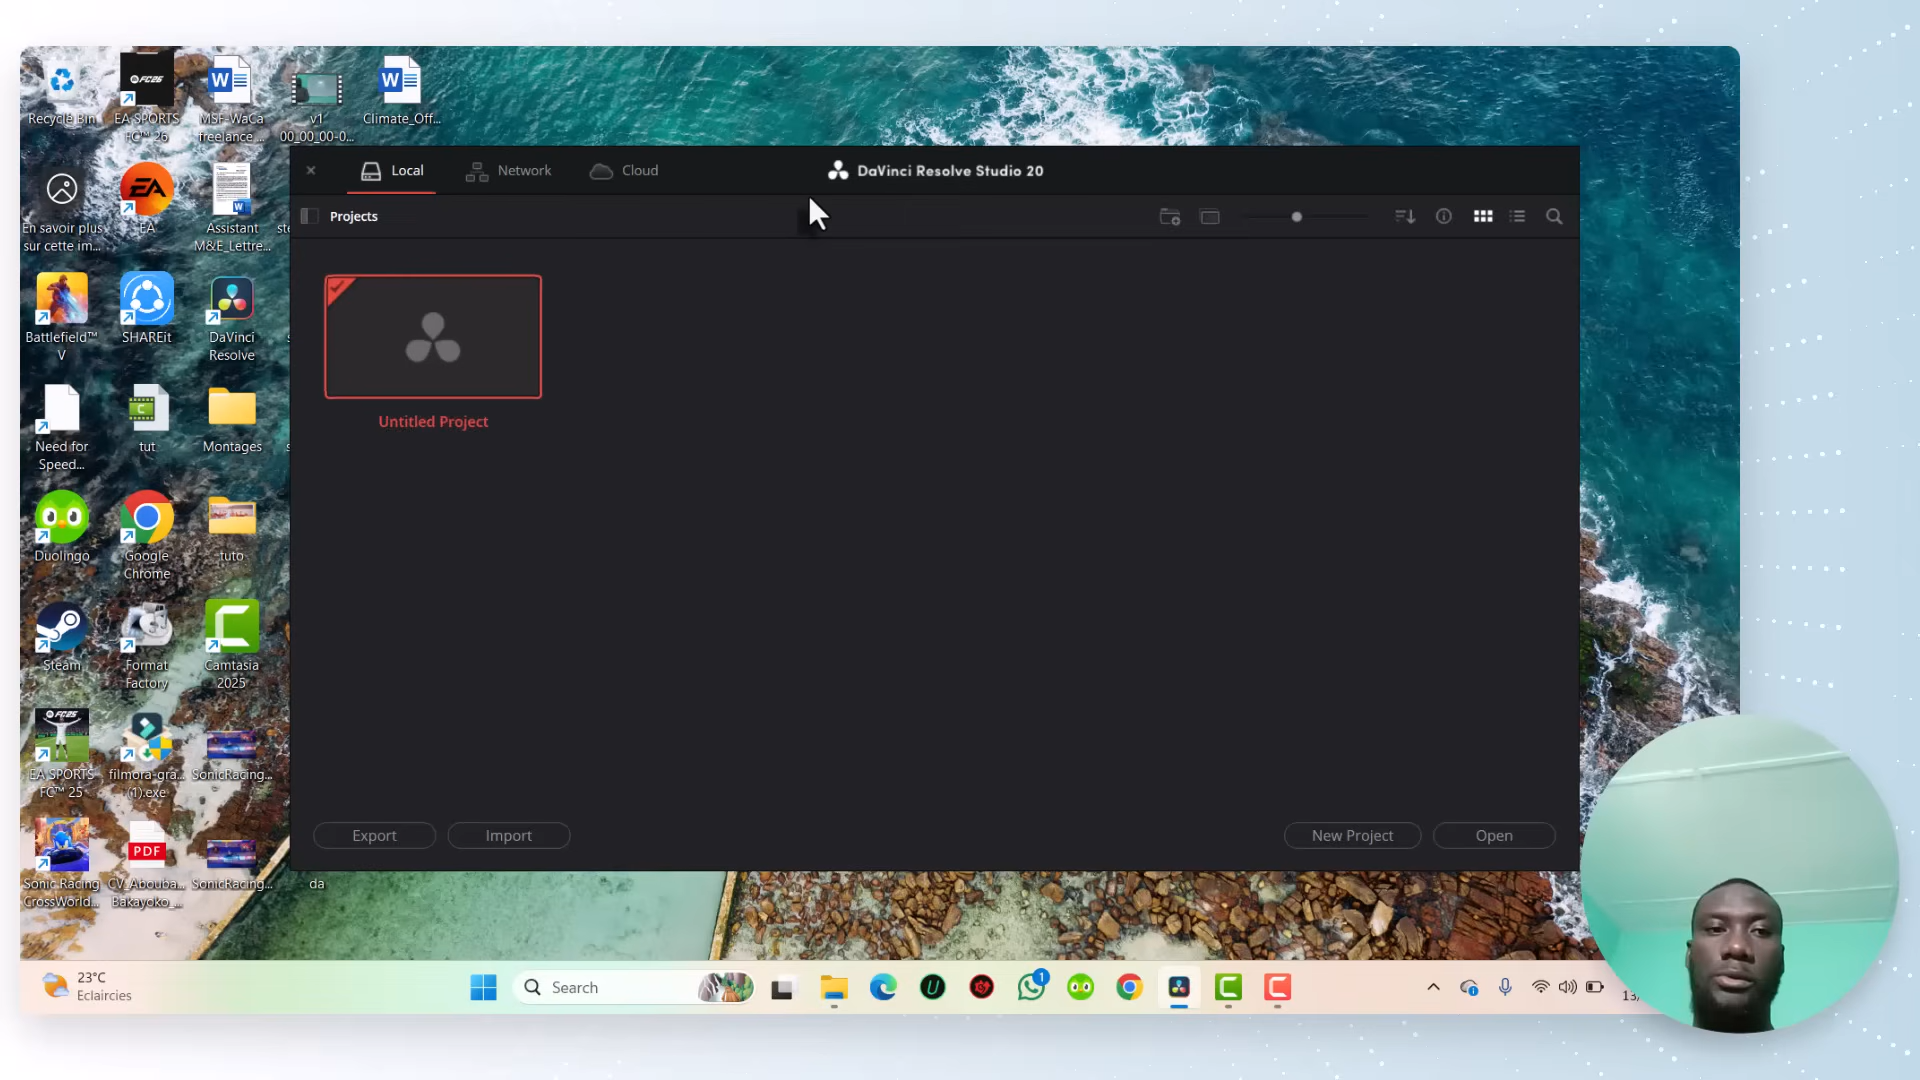 Recycle Bin
EA SPORTS
FC™ 26
MSF-WaCa
freelance_...
v1
00_00_00-0...
Climate_Off...
Local
Network
Cloud
DaVinci Resolve Studio 20
Projects
En savoir plus
sur cette im...
EA
Assistant
M&E_Lettre...
Untitled Project
Battlefield™
V
SHAREit
DaVinci
Resolve
Need for
Speed...
tut
Montages
Duolingo
Google
Chrome
tuto
Steam
Format
Factory
Camtasia
2025
EA SPORTS
FC™ 25
filmora-gra...
(1).exe
SonicRacing...
Export
Import
New Project
Open
Sonic Racing
CrossWorld...
PDF
CV_Abouba...
Bakayoko_...
SonicRacing...
da
23°C
Eclaircies
Search
1